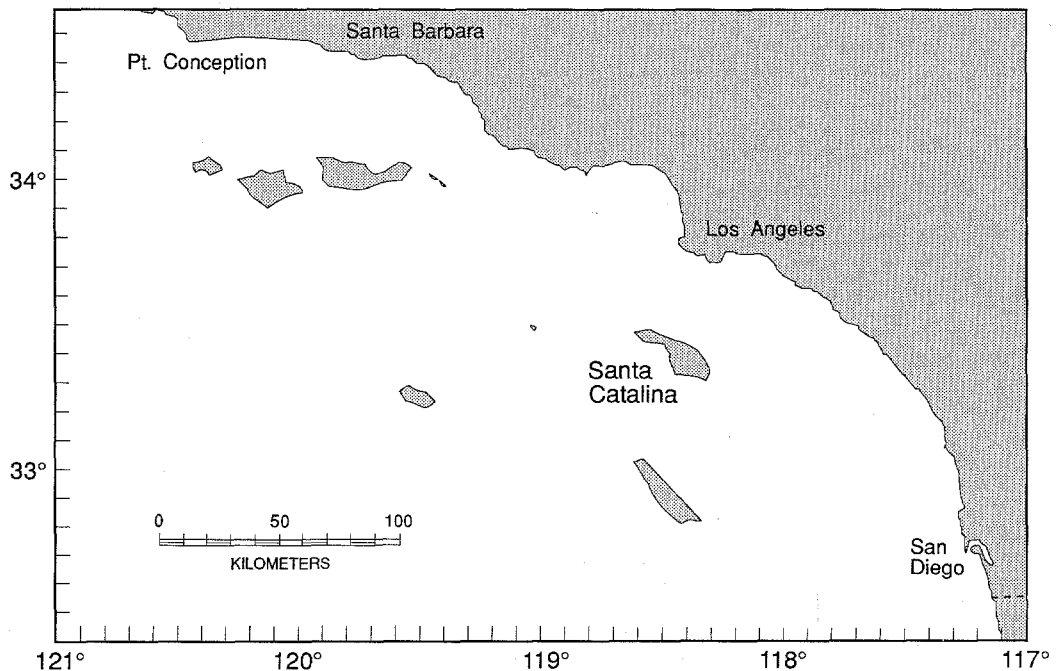 Santa Barbara
Pt. Conception
34°
Los Angeles
Santa
Catalina
33°
0 50 100
KILOMETERS
San
Diego
121° 120° 119° 118° 117°